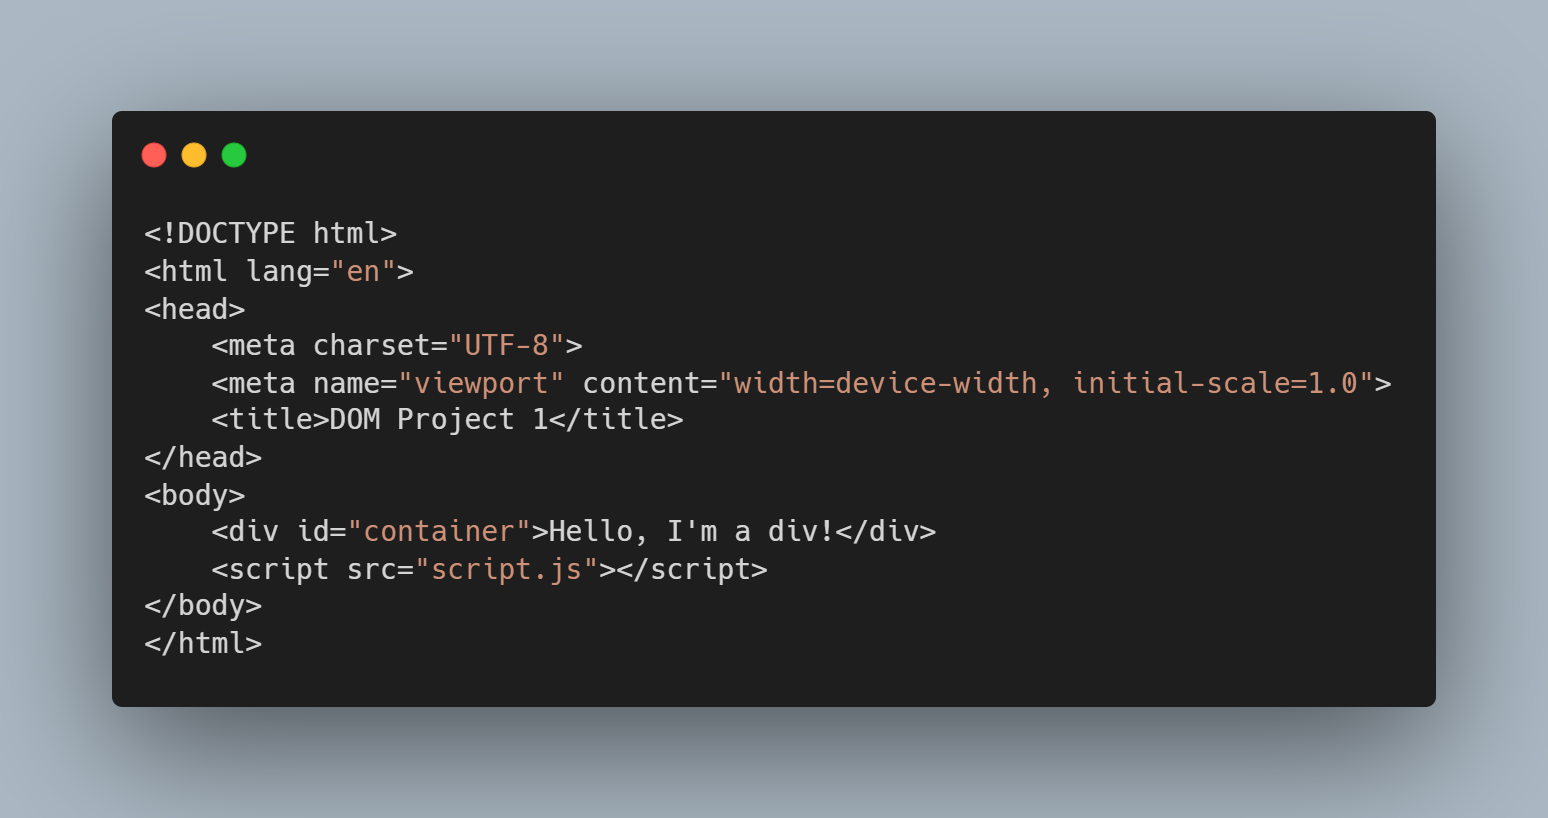 <!DOCTYPE html>
<html lang="en">
<head>
    <meta charset="UTF-8">
    <meta name="viewport" content="width=device-width, initial-scale=1.0">
    <title>DOM Project 1</title>
</head>
<body>
    <div id="container">Hello, I'm a div!</div>
    <script src="script.js"></script>
</body>
</html>